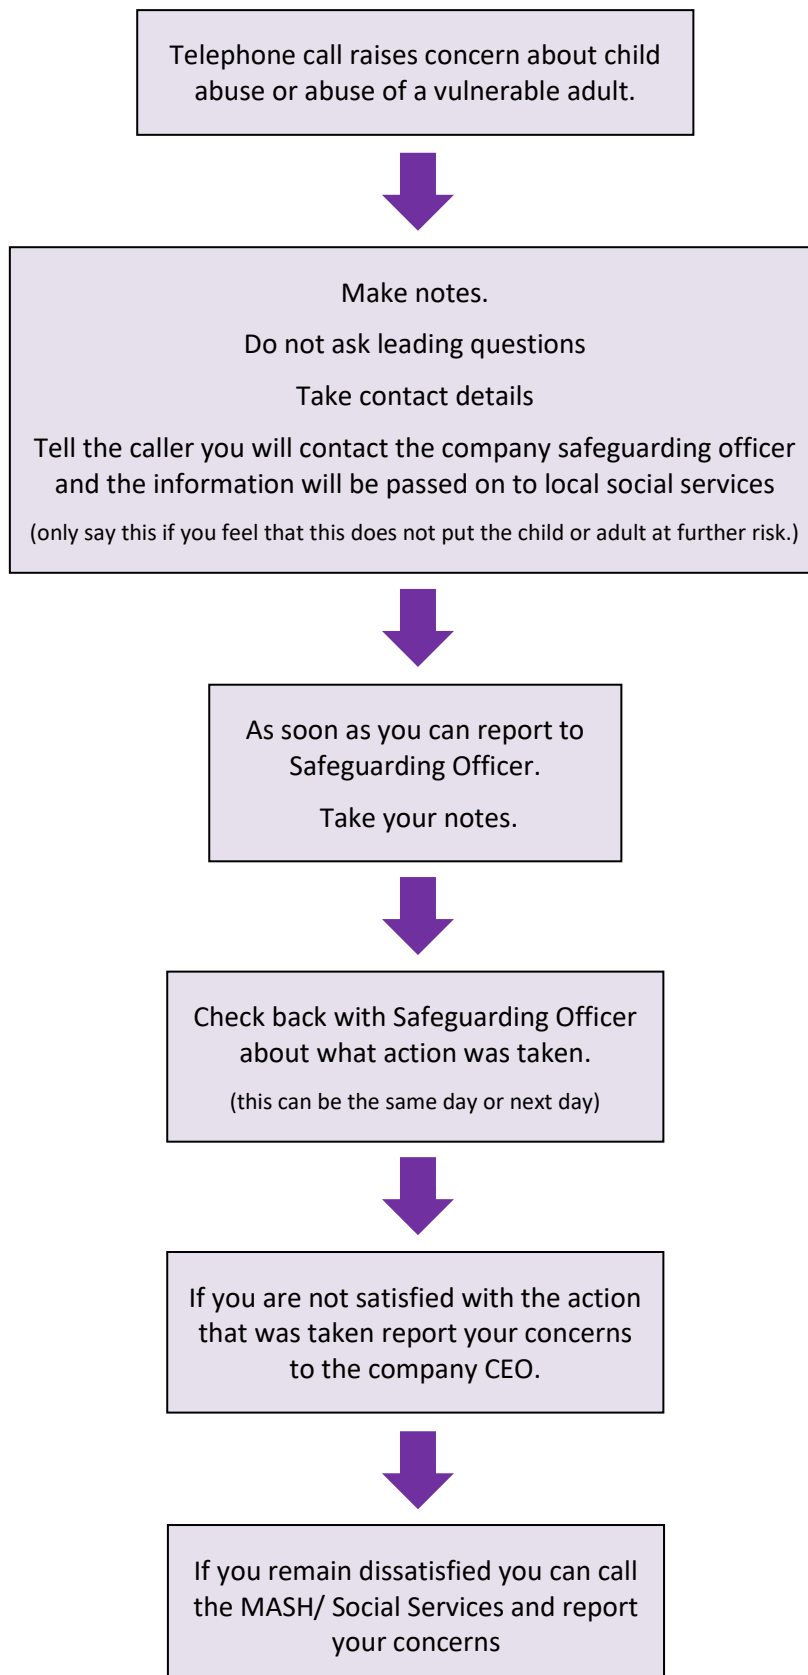 Telephone call raises concern about child
abuse or abuse of a vulnerable adult.
Make notes.
Do not ask leading questions
Take contact details
Tell the caller you will contact the company safeguarding officer
and the information will be passed on to local social services
(only say this if you feel that this does not put the child or adult at further risk.)
As soon as you can report to
Safeguarding Officer.
Take your notes.
Check back with Safeguarding Officer
about what action was taken.
(this can be the same day or next day)
If you are not satisfied with the action
that was taken report your concerns
to the company CEO.
If you remain dissatisfied you can call
the MASH/ Social Services and report
your concerns